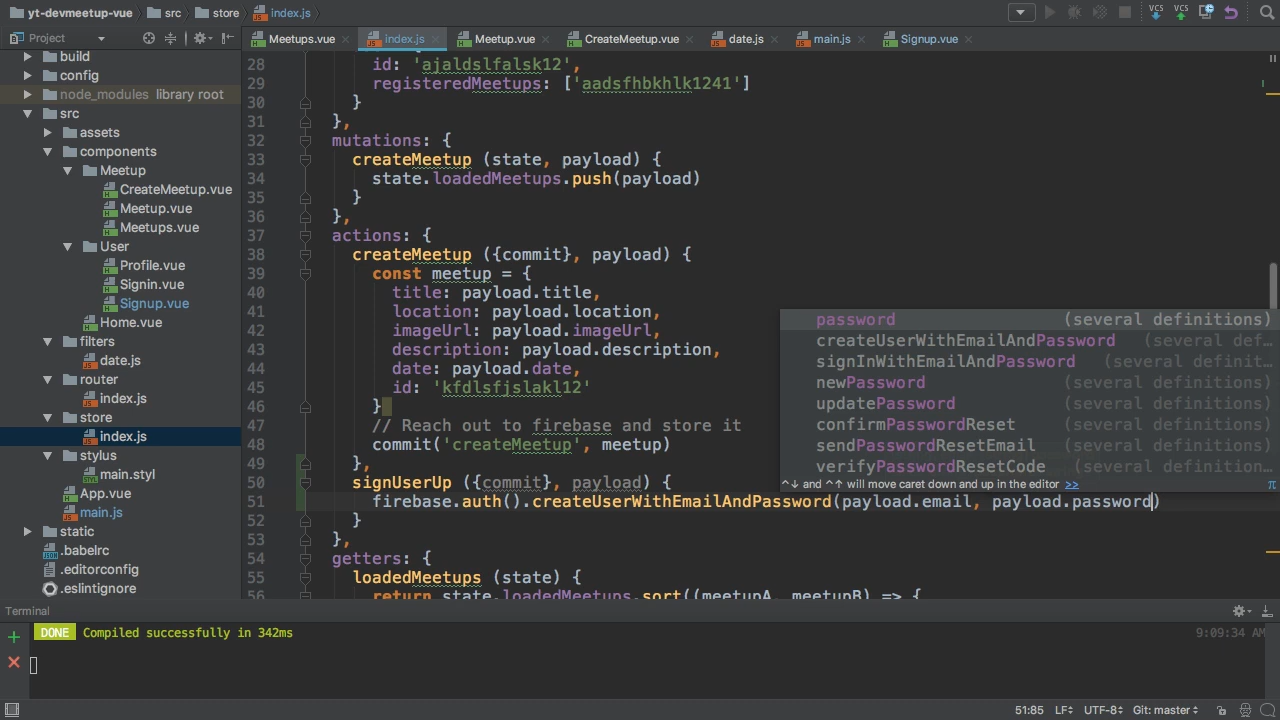 yt-devmeetup-vue src store index.js
VCS VCS
Project
Meetups.vue index.js Meetup.vue CreateMeetup.vue date.js main.js Signup.vue
build
config
node_modules library root
src
assets
components
Meetup
CreateMeetup.vue
Meetup.vue
Meetups.vue
User
Profile.vue
Signin.vue
Signup.vue
Home.vue
filters
date.js
router
index.js
store
index.js
stylus
main.styl
App.vue
main.js
static
.babelrc
.editorconfig
.eslintignore
28 id: 'ajaldslfalsk12',
29 registeredMeetups: ['aadsfhbkhlk1241']
30 }
31 },
32 mutations: {
33 createMeetup (state, payload) {
34 state.loadedMeetups.push(payload)
35 }
36 },
37 actions: {
38 createMeetup ({commit}, payload) {
39 const meetup = {
40 title: payload.title,
41 location: payload.location,
42 imageUrl: payload.imageUrl,
43 description: payload.description,
44 date: payload.date,
45 id: 'kfdlsfjslakl12'
46 }
47 // Reach out to firebase and store it
48 commit('createMeetup', meetup)
49 },
50 signUserUp ({commit}, payload) {
51 firebase.auth().createUserWithEmailAndPassword(payload.email, payload.password)
52 }
53 },
54 getters: {
55 loadedMeetups (state) {
56 return state.loadedMeetups.sort((meetupA, meetupB) => {
password (several definitions)
createUserWithEmailAndPassword (several def…
signInWithEmailAndPassword (several definit…
newPassword (several definitions)
updatePassword (several definitions)
confirmPasswordReset (several definitions)
sendPasswordResetEmail (several definitions)
verifyPasswordResetCode (several definition…
^↓ and ^↑ will move caret down and up in the editor >> π
Terminal
DONE Compiled successfully in 342ms 9:09:34 AM
51:85 LF UTF-8 Git: master